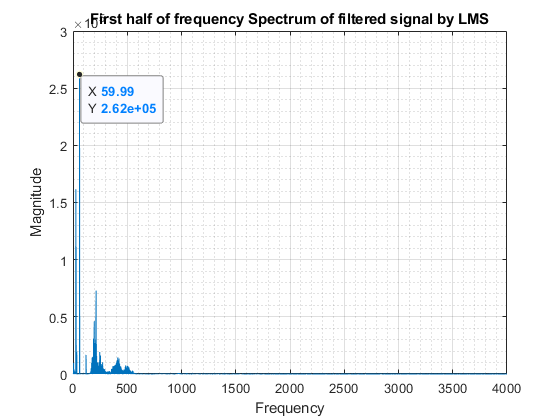 ×10
First half of frequency Spectrum of filtered signal by LMS
3
2.5
2
1.5
1
0.5
0
X 59.99
Y 2.62e+05
Magnitude
0 500 1000 1500 2000 2500 3000 3500 4000
Frequency